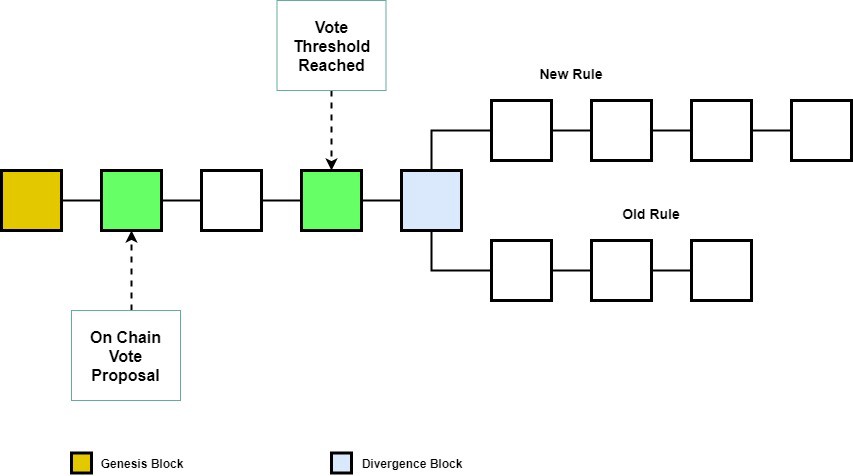 Vote
Threshold
Reached
New Rule
Old Rule
On Chain
Vote
Proposal
Genesis Block
Divergence Block